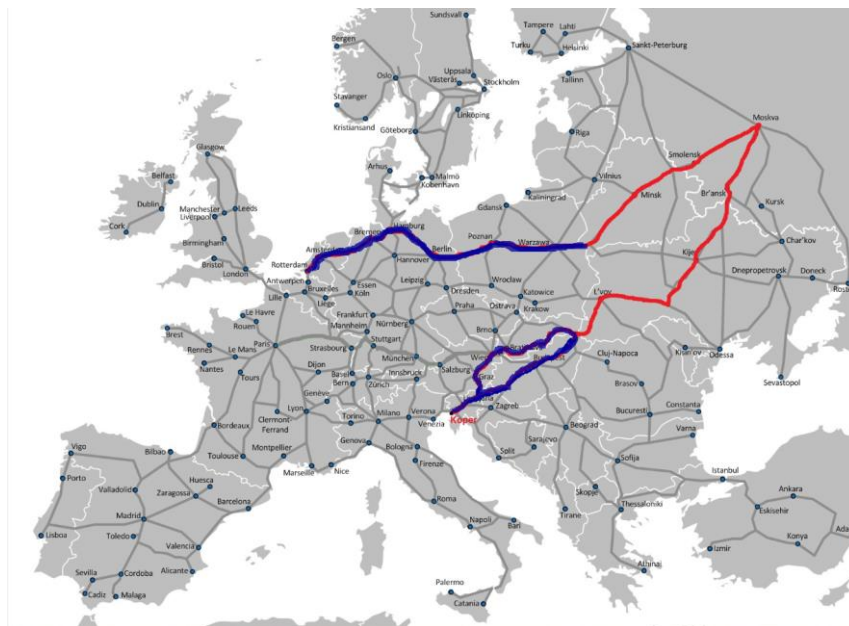 Sundsvall
Bergen
Tampere
Lahti
Turku
Helsinki
Sankt-Peterburg
Oslo
Uppsala
Västerås
Stockholm
Tallinn
Stavanger
Kristiansand
Linköping
Göteborg
Riga
Moskva
Glasgow
Smolensk
Belfast
Århus
Malmö
Kobenhavn
Vilnius
Kaliningrad
Minsk
Br'ansk
Dublin
Manchester
Leeds
Liverpool
Gdansk
Kursk
Cork
Birmingham
Hamburg
Bremen
Poznan
Warszawa
Char'kov
Bristol
London
Amsterdam
Berlin
Hannover
Kijev
Rotterdam
Antwerpen
Bruxelles
Essen
Köln
Leipzig
Dresden
Wroclaw
Katowice
L'vov
Dnepropetrovsk
Doneck
Lille
Liège
Praha
Ostrava
Krakow
Rosto
Le Havre
Rouen
Frankfurt
Mannheim
Nürnberg
Brno
Brest
Rennes
Le Mans
Paris
Stuttgart
Strasbourg
München
Salzburg
Cluj-Napoca
Odessa
Nantes
Tours
Dijon
Basel
Bern
Zürich
Innsbruck
Graz
Sevastopol
Genève
Lyon
Brasov
Clermont-
Ferrand
Torino
Milano
Verona
Venezia
Koper
Zagreb
Bucuresti
Constanta
Bordeaux
Genova
Bologna
Beograd
Varna
Vigo
Bilbao
Toulouse
Montpellier
Marseille
Nice
Firenze
Split
Sarajevo
Sofija
Porto
Valladolid
Huesca
Zaragossa
Barcelona
Roma
Skopje
Istanbul
Ankara
Madrid
Tirane
Thessaloniki
Eskisehir
Lisboa
Toledo
Valencia
Napoli
Bari
Konya
Ada
Sevilla
Cordoba
Alicante
Izmir
Cadiz
Malaga
Palermo
Catania
Athinai